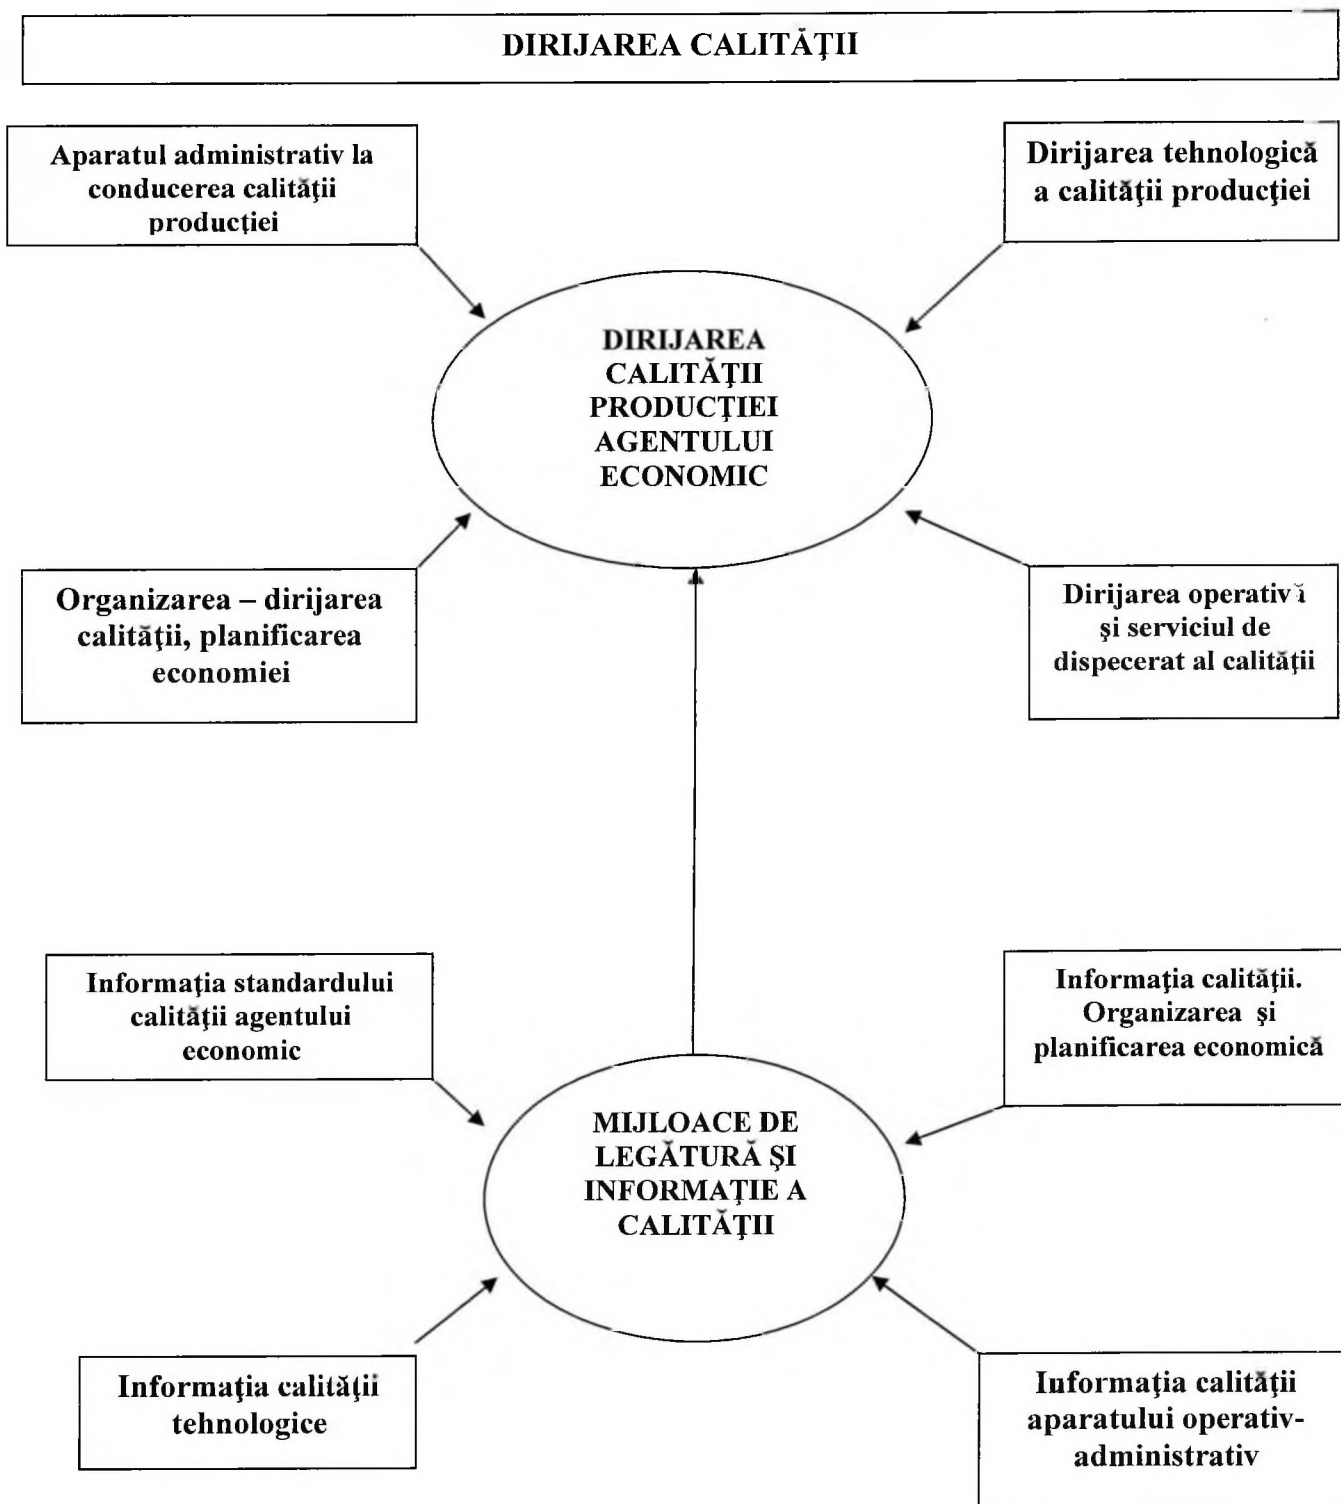 DIRIJAREA CALITĂŢII
Aparatul administrativ la
conducerea calităţii
producţiei
Dirijarea tehnologică
a calităţii producţiei
DIRIJAREA
CALITĂŢII
PRODUCŢIEI
AGENTULUI
ECONOMIC
Organizarea – dirijarea
calităţii, planificarea
economiei
Dirijarea operativă
şi serviciul de
dispecerat al calităţii
Informaţia standardului
calităţii agentului
economic
Informaţia calităţii.
Organizarea şi
planificarea economică
MIJLOACE DE
LEGĂTURĂ ŞI
INFORMAŢIE A
CALITĂŢII
Informaţia calităţii
tehnologice
Informaţia calităţii
aparatului operativ-
administrativ